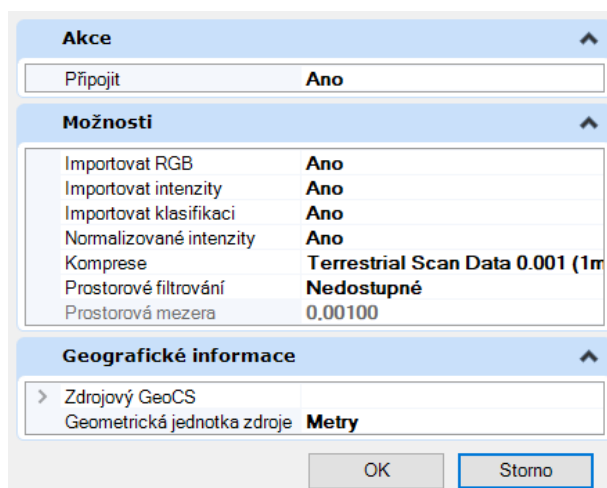 Akce
Připojit Ano
Možnosti
Importovat RGB Ano
Importovat intenzity Ano
Importovat klasifikaci Ano
Normalizované intenzity Ano
Komprese Terrestrial Scan Data 0.001 (1m
Prostorové filtrování Nedostupné
Prostorová mezera 0,00100
Geografické informace
Zdrojový GeoCS
Geometrická jednotka zdroje Metry
OK Storno